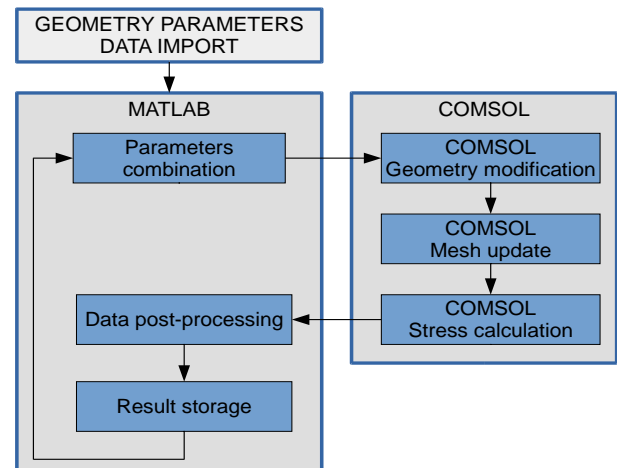 GEOMETRY PARAMETERS
DATA IMPORT
MATLAB
Parameters
combination
Data post-processing
Result storage
COMSOL
COMSOL
Geometry modification
COMSOL
Mesh update
COMSOL
Stress calculation